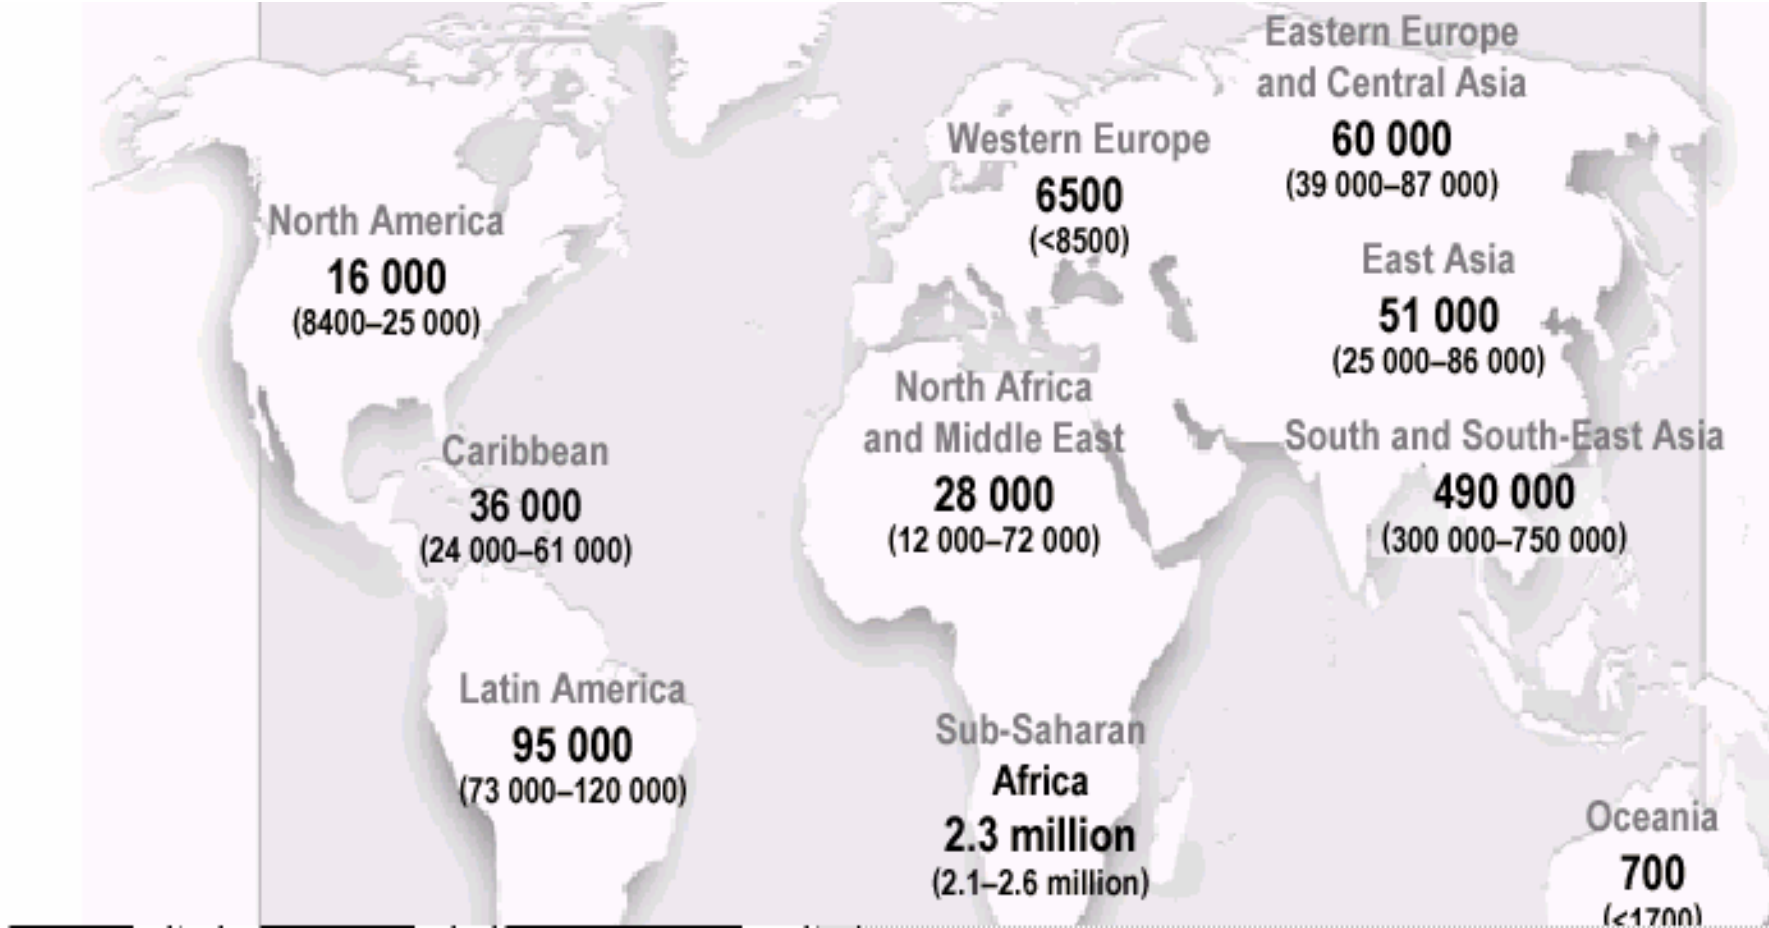 Eastern Europe
and Central Asia
60 000
(39 000–87 000)
Western Europe
6500
(<8500)
North America
16 000
(8400–25 000)
East Asia
51 000
(25 000–86 000)
North Africa
and Middle East
28 000
(12 000–72 000)
South and South-East Asia
490 000
(300 000–750 000)
Caribbean
36 000
(24 000–61 000)
Latin America
95 000
(73 000–120 000)
Sub-Saharan
Africa
2.3 million
(2.1–2.6 million)
Oceania
700
(<1700)